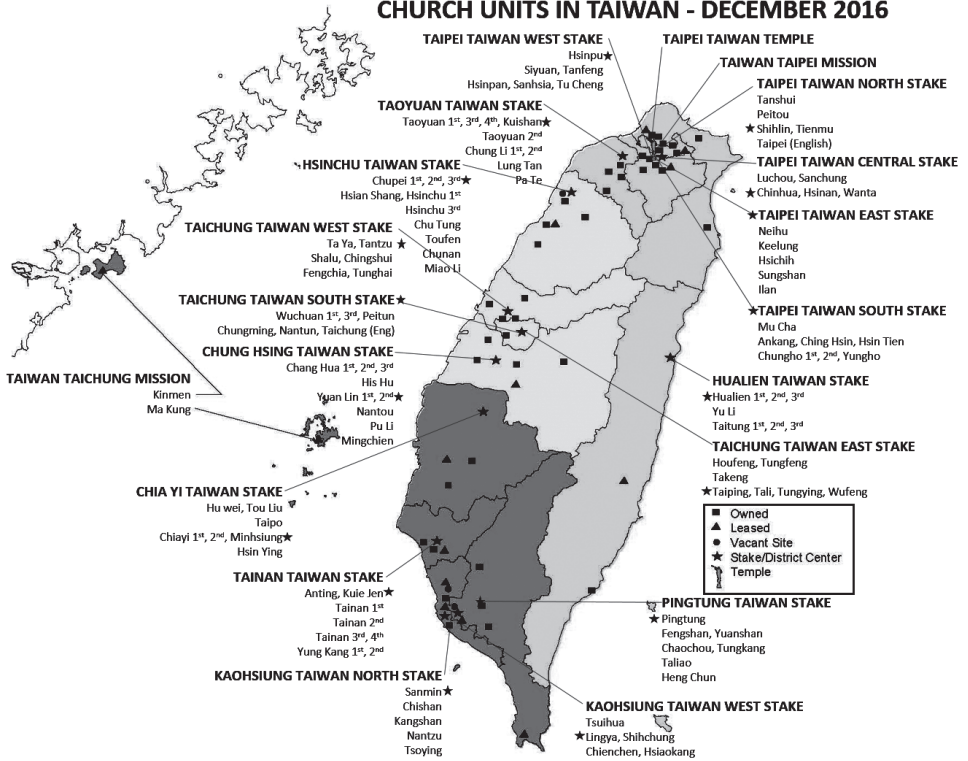 CHURCH UNITS IN TAIWAN - DECEMBER 2016
TAIPEI TAIWAN WEST STAKE
Hsinpu★
Siyuan, Tanfeng
Hsinpan, Sanhsia, Tu Cheng
TAOYUAN TAIWAN STAKE
Taoyuan 1st, 3rd, 4th, Kuishan★
Taoyuan 2nd
Chung Li 1st, 2nd
Lung Tan
Pa Te
HSINCHU TAIWAN STAKE
Chupei 1st, 2nd, 3rd★
Hsian Shang, Hsinchu 1st
Hsinchu 3rd
Chu Tung
Toufen
Chunan
Miao Li
TAICHUNG TAIWAN WEST STAKE
Ta Ya, Tantzu ★
Shalu, Chingshui
Fengchia, Tunghai
TAICHUNG TAIWAN SOUTH STAKE★
Wuchuan 1st, 3rd, Peitun
Chungming, Nantun, Taichung (Eng)
CHUNG HSING TAIWAN STAKE
Chang Hua 1st, 2nd, 3rd
His Hu
Yuan Lin 1st, 2nd★
Nantou
Pu Li
Mingchien
TAIWAN TAICHUNG MISSION
Kinmen
Ma Kung
CHIA YI TAIWAN STAKE
Hu wei, Tou Liu
Taipo
Chiayi 1st, 2nd, Minhsiung★
Hsin Ying
TAINAN TAIWAN STAKE
Anting, Kuie Jen★
Tainan 1st
Tainan 2nd
Tainan 3rd, 4th
Yung Kang 1st, 2nd
KAOHSIUNG TAIWAN NORTH STAKE
Sanmin★
Chishan
Kangshan
Nantzu
Tsoying
TAIPEI TAIWAN TEMPLE
TAIWAN TAIPEI MISSION
TAIPEI TAIWAN NORTH STAKE
Tanshui
Peitou
★Shihlin, Tienmu
Taipei (English)
TAIPEI TAIWAN CENTRAL STAKE
Luchou, Sanchung
★Chinhua, Hsinan, Wanta
★TAIPEI TAIWAN EAST STAKE
Neihu
Keelung
Hsichih
Sungshan
Ilan
★TAIPEI TAIWAN SOUTH STAKE
Mu Cha
Ankang, Ching Hsin, Hsin Tien
Chungho 1st, 2nd, Yungho
HUALIEN TAIWAN STAKE
★Hualien 1st, 2nd, 3rd
Yu Li
Taitung 1st, 2nd, 3rd
TAICHUNG TAIWAN EAST STAKE
Houfeng, Tungfeng
Takeng
★Taiping, Tali, Tungying, Wufeng
Owned
Leased
Vacant Site
Stake/District Center
Temple
PINGTUNG TAIWAN STAKE
★Pingtung
Fengshan, Yuanshan
Chaochou, Tungkang
Taliao
Heng Chun
KAOHSIUNG TAIWAN WEST STAKE
Tsuihua
★Lingya, Shihchung
Chienchen, Hsiaokang